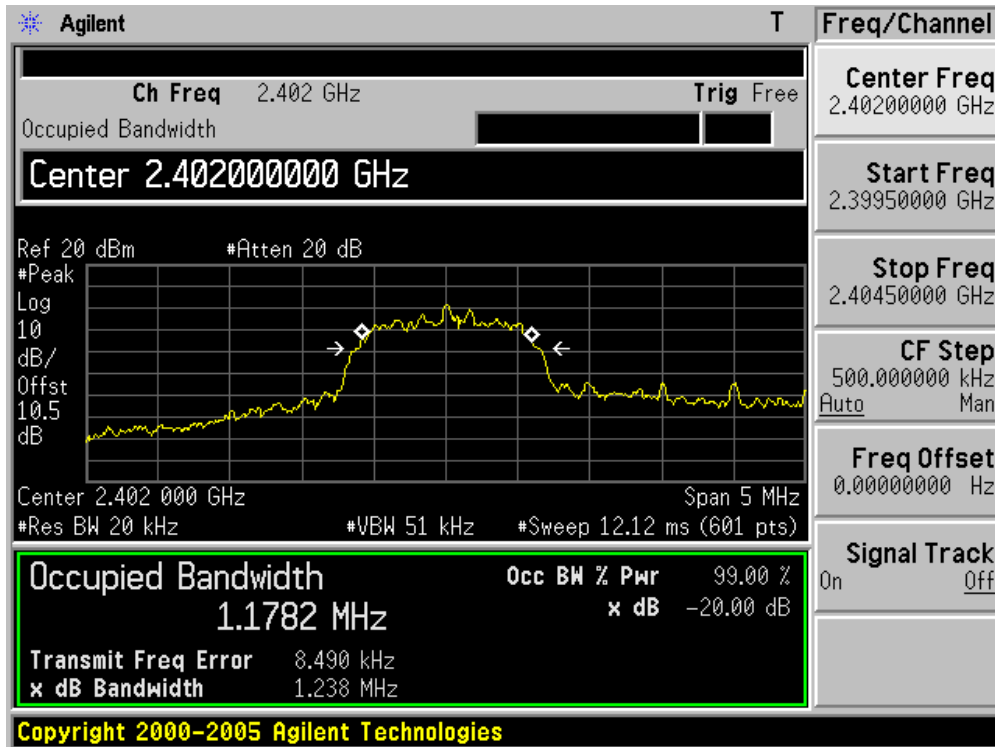 Agilent T
Ch Freq 2.402 GHz Trig Free
Occupied Bandwidth
Center 2.402000000 GHz
Ref 20 dBm #Atten 20 dB
#Peak
Log
10
dB/
Offst
10.5
dB
Center 2.402 000 GHz Span 5 MHz
#Res BW 20 kHz #VBW 51 kHz #Sweep 12.12 ms (601 pts)
Occupied Bandwidth Occ BW % Pwr 99.00 %
1.1782 MHz x dB -20.00 dB
Transmit Freq Error 8.490 kHz
x dB Bandwidth 1.238 MHz
Copyright 2000-2005 Agilent Technologies
Freq/Channel
Center Freq
2.40200000 GHz
Start Freq
2.39950000 GHz
Stop Freq
2.40450000 GHz
CF Step
500.000000 kHz
Auto Man
Freq Offset
0.00000000 Hz
Signal Track
On Off